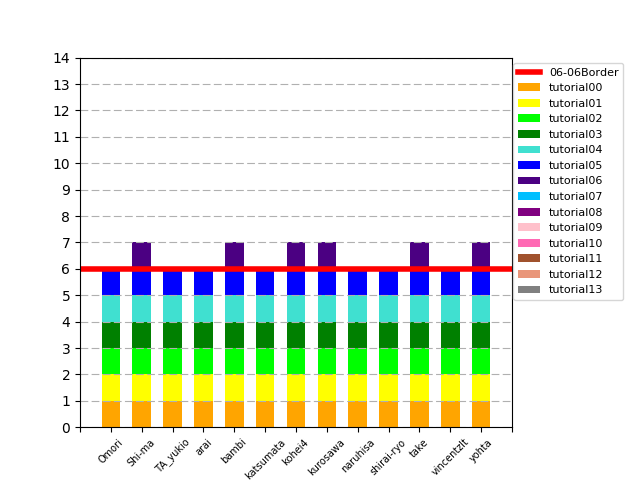 14
13
12
11
10
9
8
7
6
5
4
3
2
1
0
Omori
Shi-ma
TA_yukio
arai
bambi
katsumata
kohei4
kurosawa
naruhisa
shirai-ryo
take
vincentzlt
yohta
06-06Border
tutorial00
tutorial01
tutorial02
tutorial03
tutorial04
tutorial05
tutorial06
tutorial07
tutorial08
tutorial09
tutorial10
tutorial11
tutorial12
tutorial13